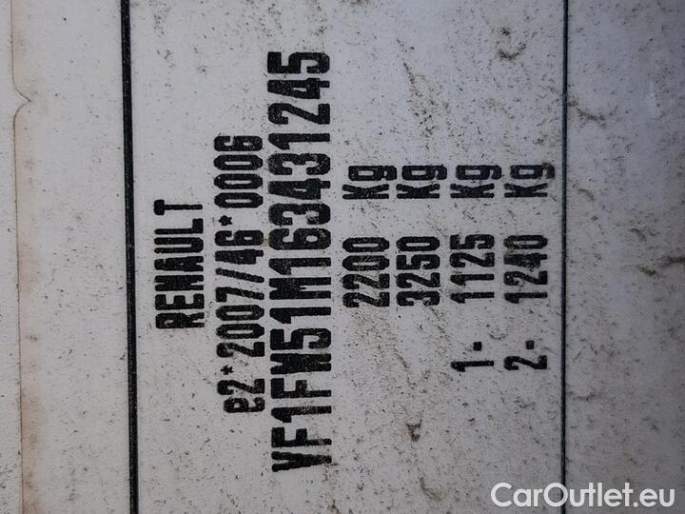 RENAULT
e2*2007/46*0006
VF1FW51M163431245
2200 Kg
3250 Kg
1- 1125 Kg
2- 1240 Kg
CarOutlet.eu